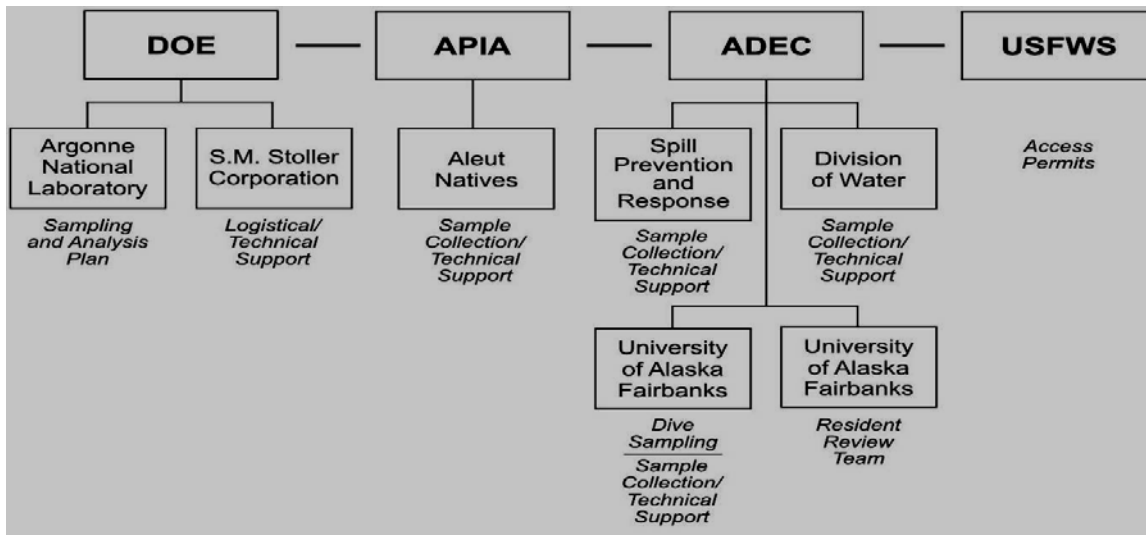 DOE
APIA
ADEC
USFWS
Argonne
National
Laboratory
Sampling
and Analysis
Plan
S.M. Stoller
Corporation
Logistical/
Technical
Support
Aleut
Natives
Sample
Collection/
Technical
Support
Spill
Prevention
and
Response
Sample
Collection/
Technical
Support
Division
of Water
Sample
Collection/
Technical
Support
Access
Permits
University
of Alaska
Fairbanks
Dive
Sampling
Sample
Collection/
Technical
Support
University
of Alaska
Fairbanks
Resident
Review
Team